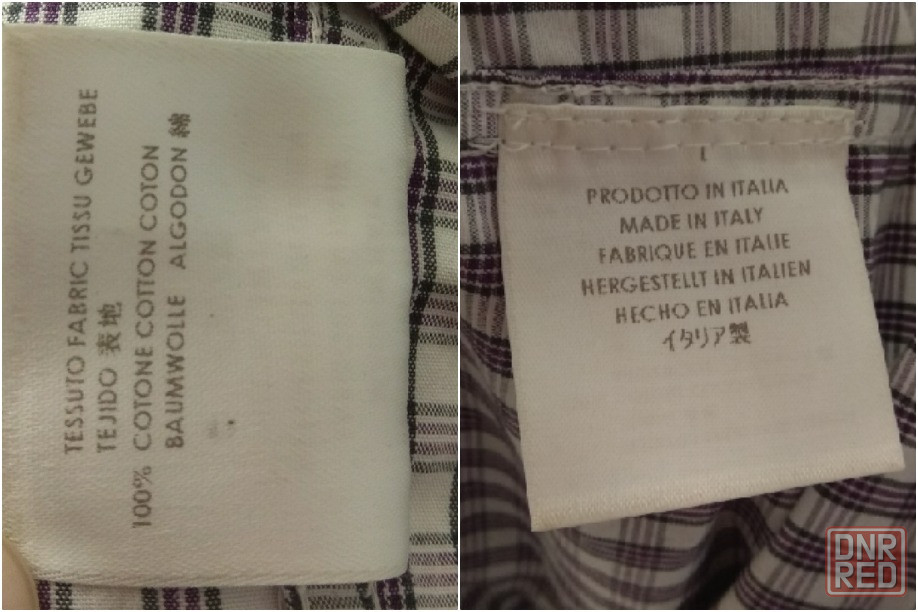 TESSUTO FABRIC TISSU GEWEBE
TEJIDO 表地
100% COTONE COTTON COTON
BAUMWOLLE ALGODON 綿
L
PRODOTTO IN ITALIA
MADE IN ITALY
FABRIQUE EN ITALIE
HERGESTELLT IN ITALIEN
HECHO EN ITALIA
イタリア製
DNR
RED